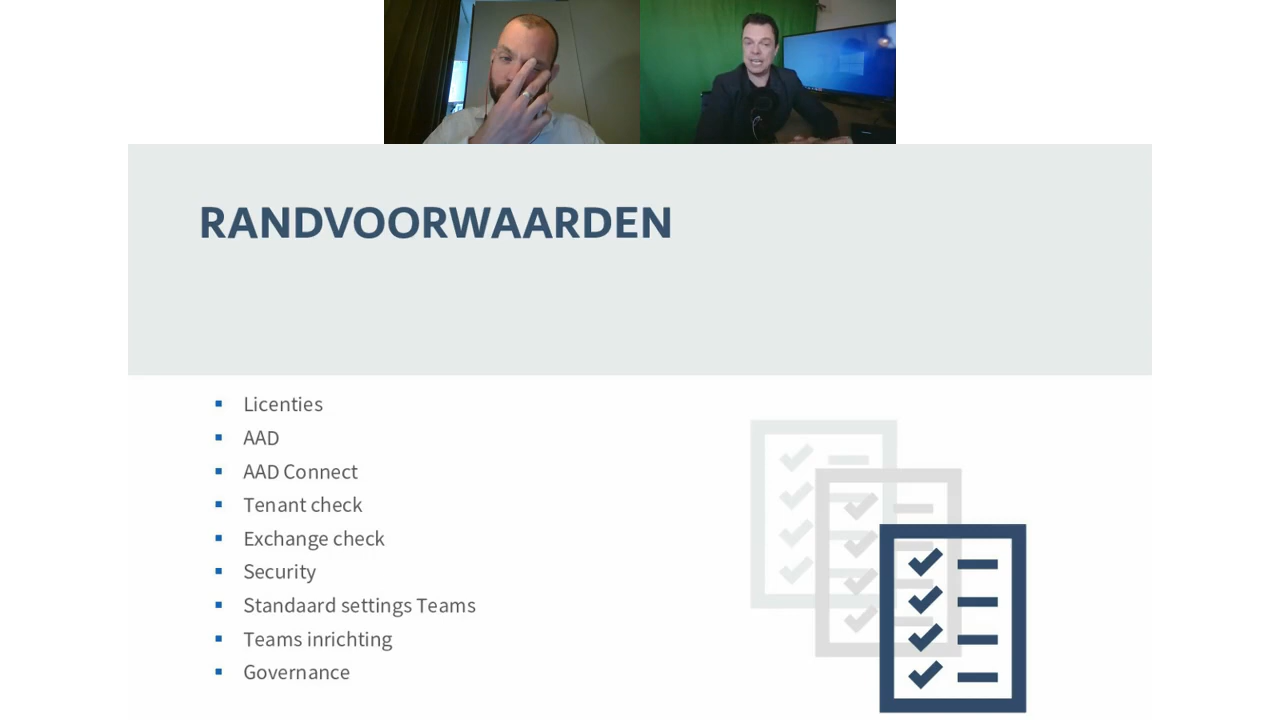 RANDVOORWAARDEN
Licenties
AAD
AAD Connect
Tenant check
Exchange check
Security
Standaard settings Teams
Teams inrichting
Governance